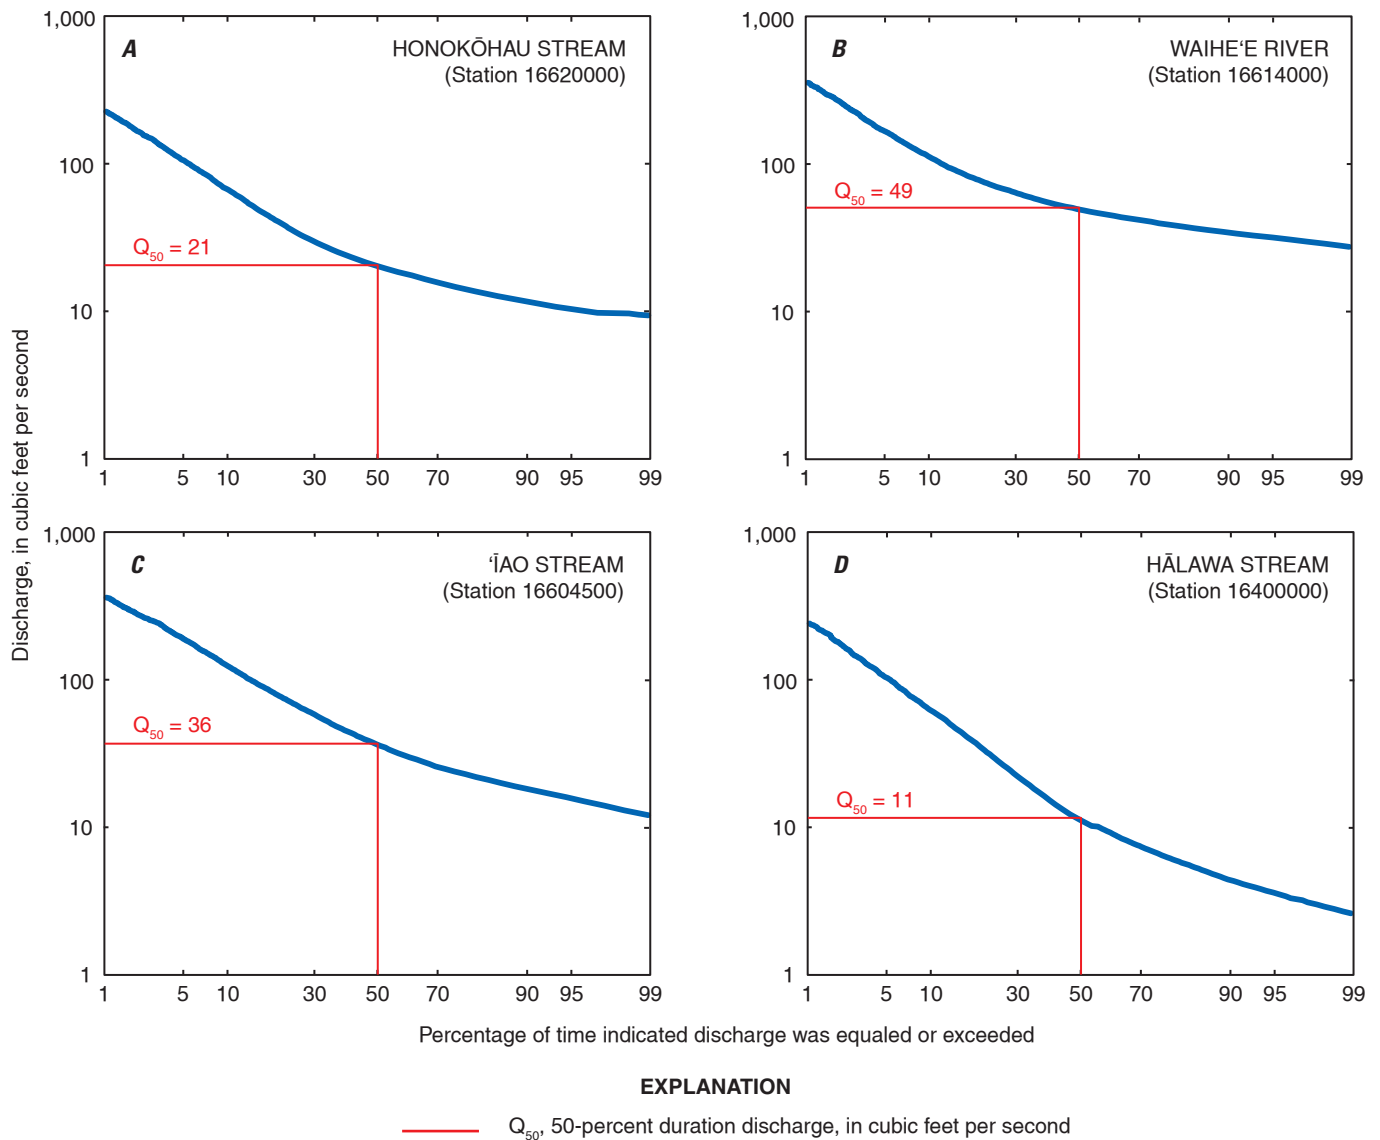 Discharge, in cubic feet per second
A
HONOKŌHAU STREAM
(Station 16620000)
1,000
100
10
1
Q50 = 21
1 5 10 30 50 70 90 95 99
B
WAIHE‘E RIVER
(Station 16614000)
1,000
100
10
1
Q50 = 49
1 5 10 30 50 70 90 95 99
C
‘ĪAO STREAM
(Station 16604500)
1,000
100
10
1
Q50 = 36
1 5 10 30 50 70 90 95 99
D
HĀLAWA STREAM
(Station 16400000)
1,000
100
10
1
Q50 = 11
1 5 10 30 50 70 90 95 99
Percentage of time indicated discharge was equaled or exceeded
EXPLANATION
Q50, 50-percent duration discharge, in cubic feet per second